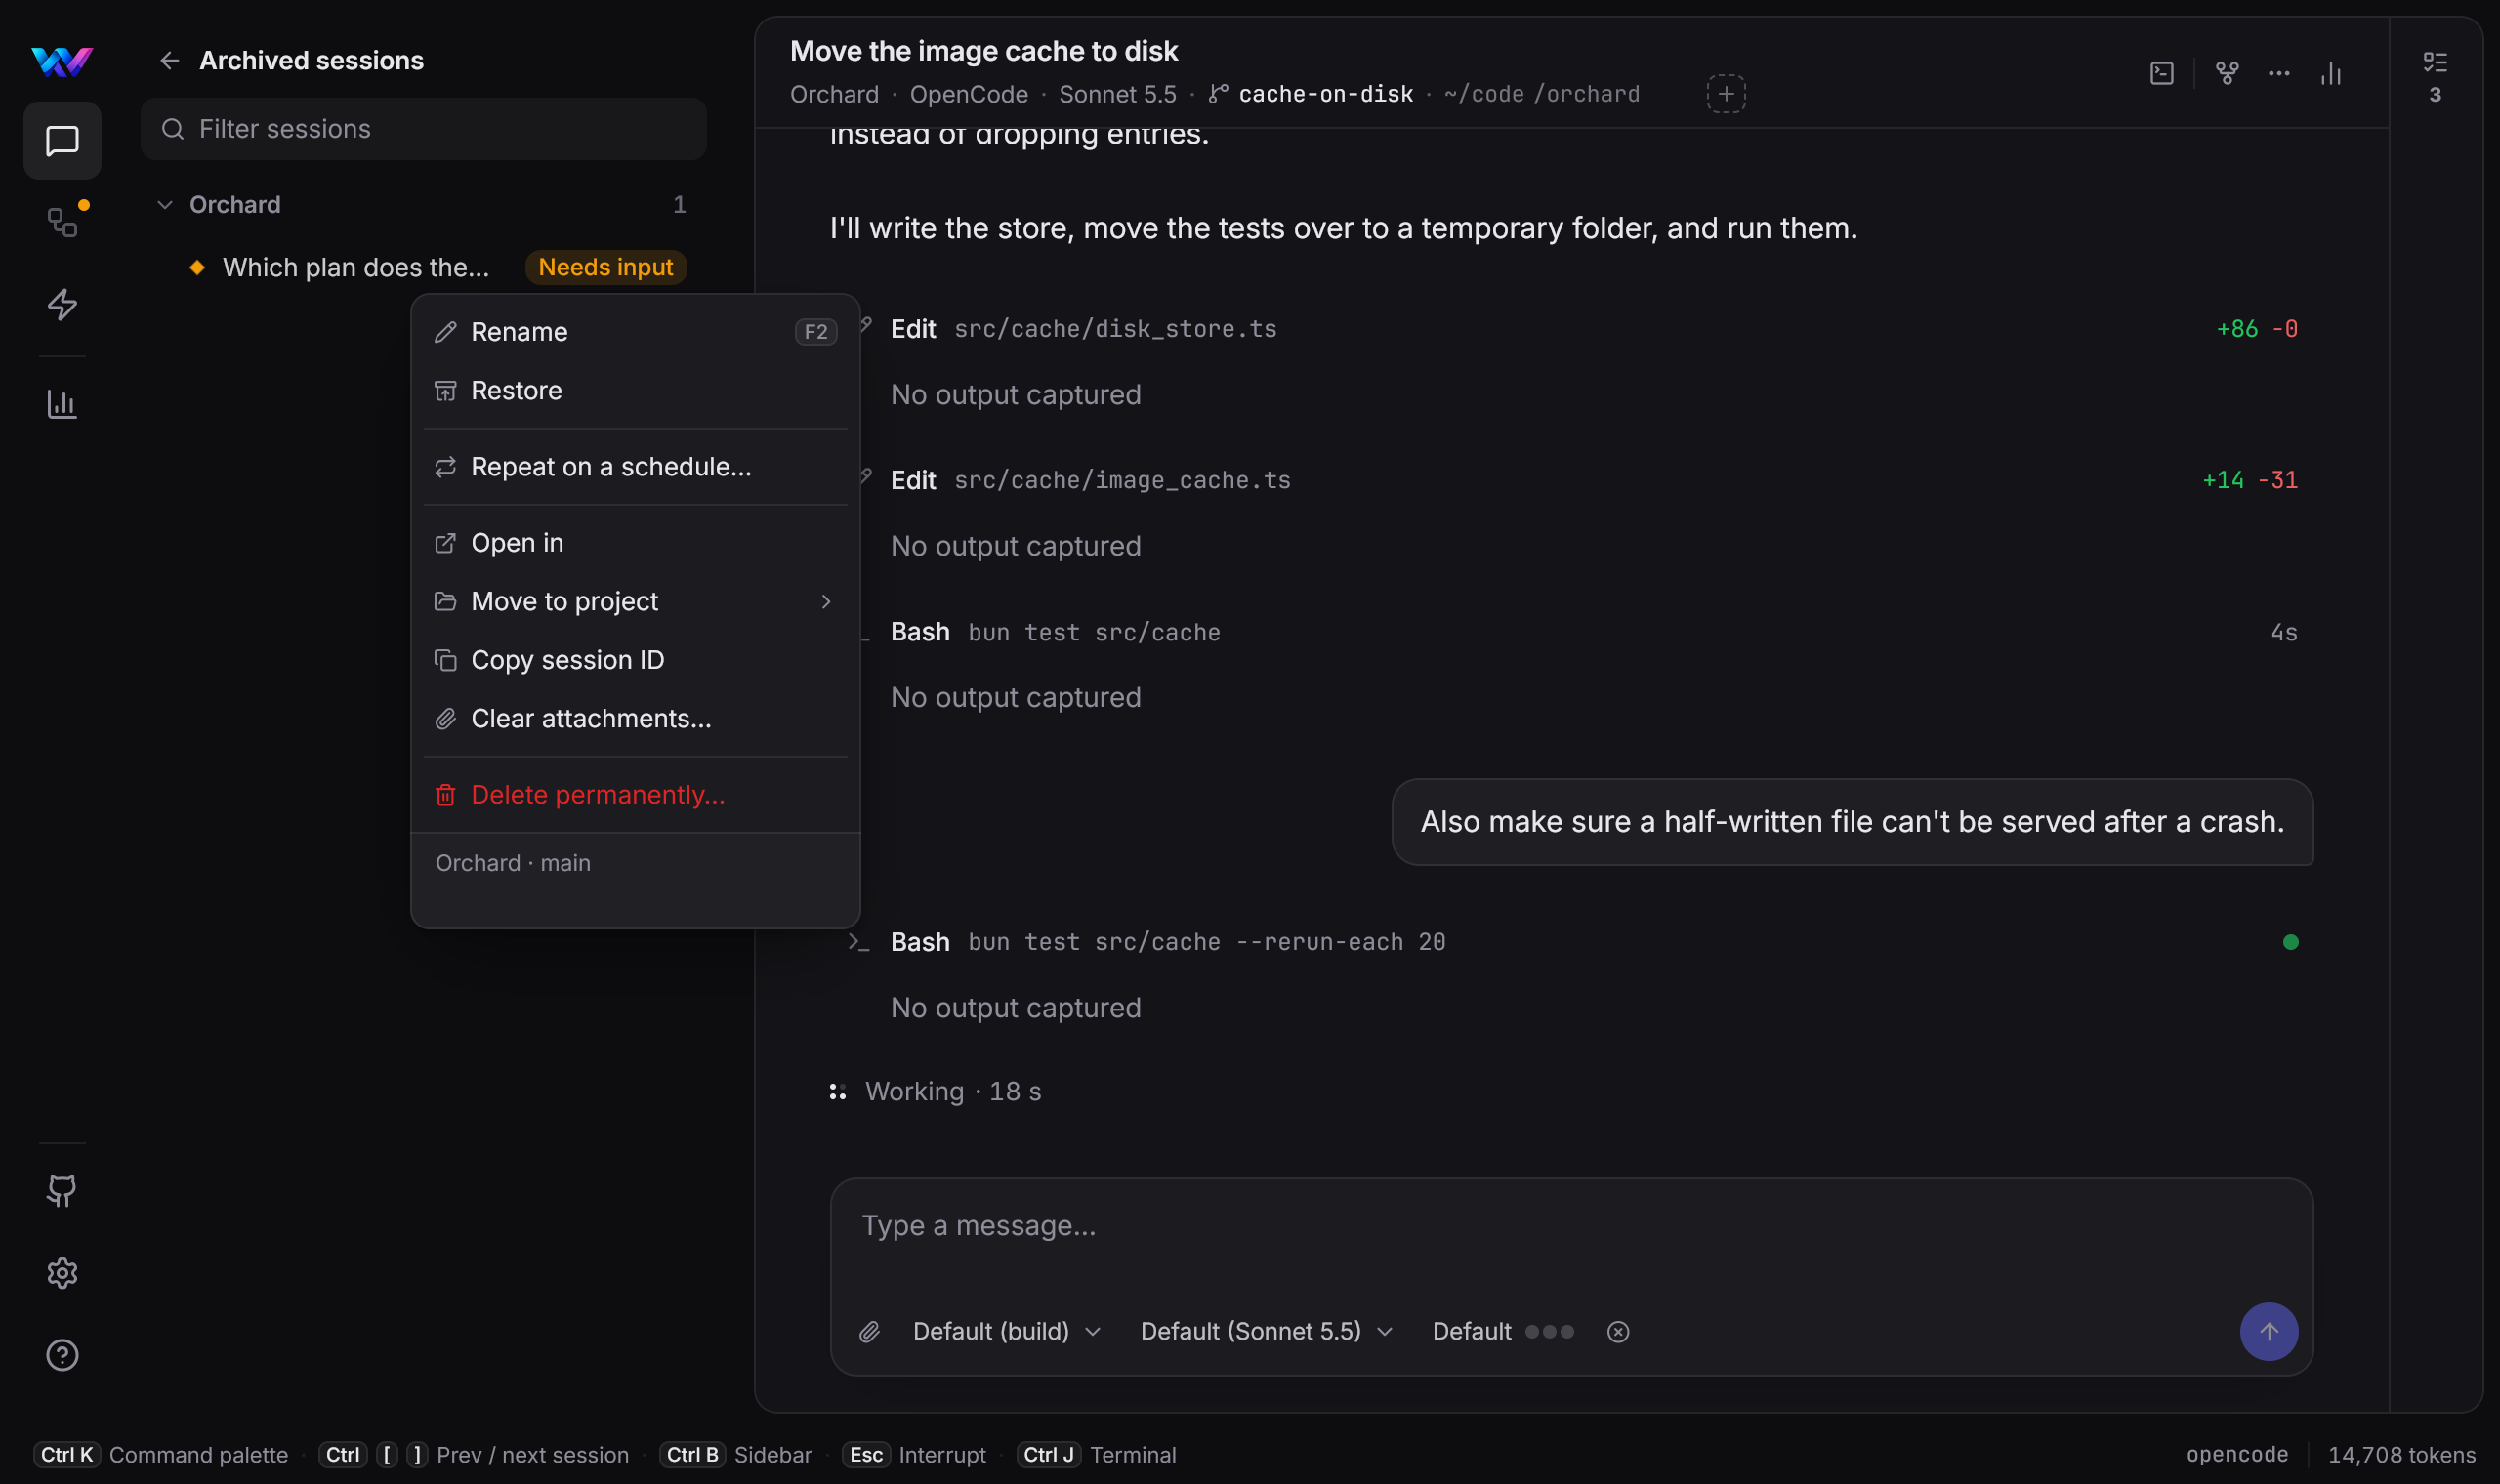 Archived sessions
Filter sessions
Orchard 1
Which plan does the... Needs input
Rename F2
Restore
Repeat on a schedule...
Open in
Move to project
Copy session ID
Clear attachments...
Delete permanently...
Orchard · main
Move the image cache to disk
Orchard · OpenCode · Sonnet 5.5 · cache-on-disk · ~/code /orchard
3
instead of dropping entries.
I'll write the store, move the tests over to a temporary folder, and run them.
Edit src/cache/disk_store.ts +86 -0
No output captured
Edit src/cache/image_cache.ts +14 -31
No output captured
Bash bun test src/cache 4s
No output captured
Also make sure a half-written file can't be served after a crash.
Bash bun test src/cache --rerun-each 20
No output captured
Working · 18 s
Type a message...
Default (build) Default (Sonnet 5.5) Default
Ctrl K Command palette · Ctrl [ ] Prev / next session · Ctrl B Sidebar · Esc Interrupt · Ctrl J Terminal
opencode 14,708 tokens